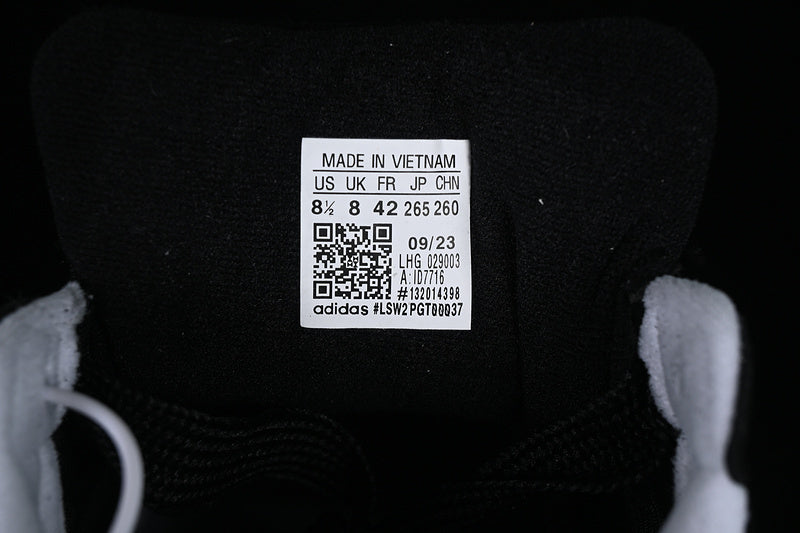 MADE IN VIETNAM
US UK FR JP CHN
8½ 8 42 265 260
09/23
LHG 029003
A: ID7716
#132014398
adidas #LSW2PGT00037